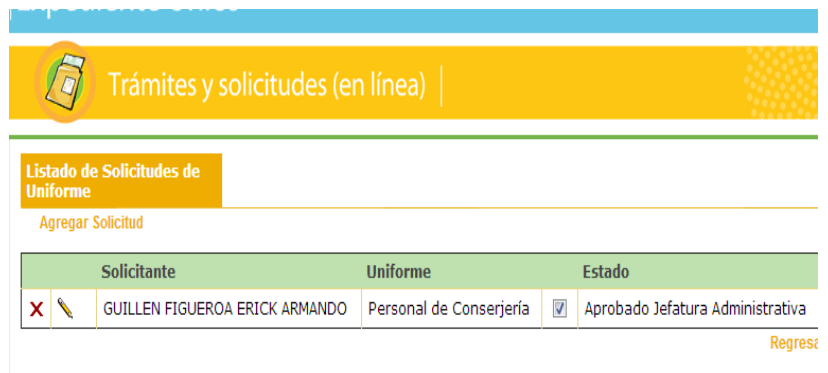 Trámites y solicitudes (en línea)
Listado de Solicitudes de
Uniforme
Agregar Solicitud
Solicitante Uniforme Estado
GUILLEN FIGUEROA ERICK ARMANDO Personal de Conserjería Aprobado Jefatura Administrativa